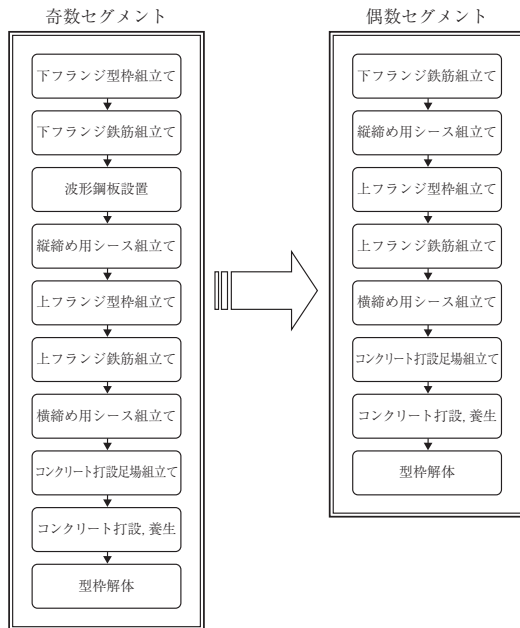 奇数セグメント
下フランジ型枠組立て
下フランジ鉄筋組立て
波形鋼板設置
縦締め用シース組立て
上フランジ型枠組立て
上フランジ鉄筋組立て
横締め用シース組立て
コンクリート打設足場組立て
コンクリート打設, 養生
型枠解体
偶数セグメント
下フランジ鉄筋組立て
縦締め用シース組立て
上フランジ型枠組立て
上フランジ鉄筋組立て
横締め用シース組立て
コンクリート打設足場組立て
コンクリート打設, 養生
型枠解体